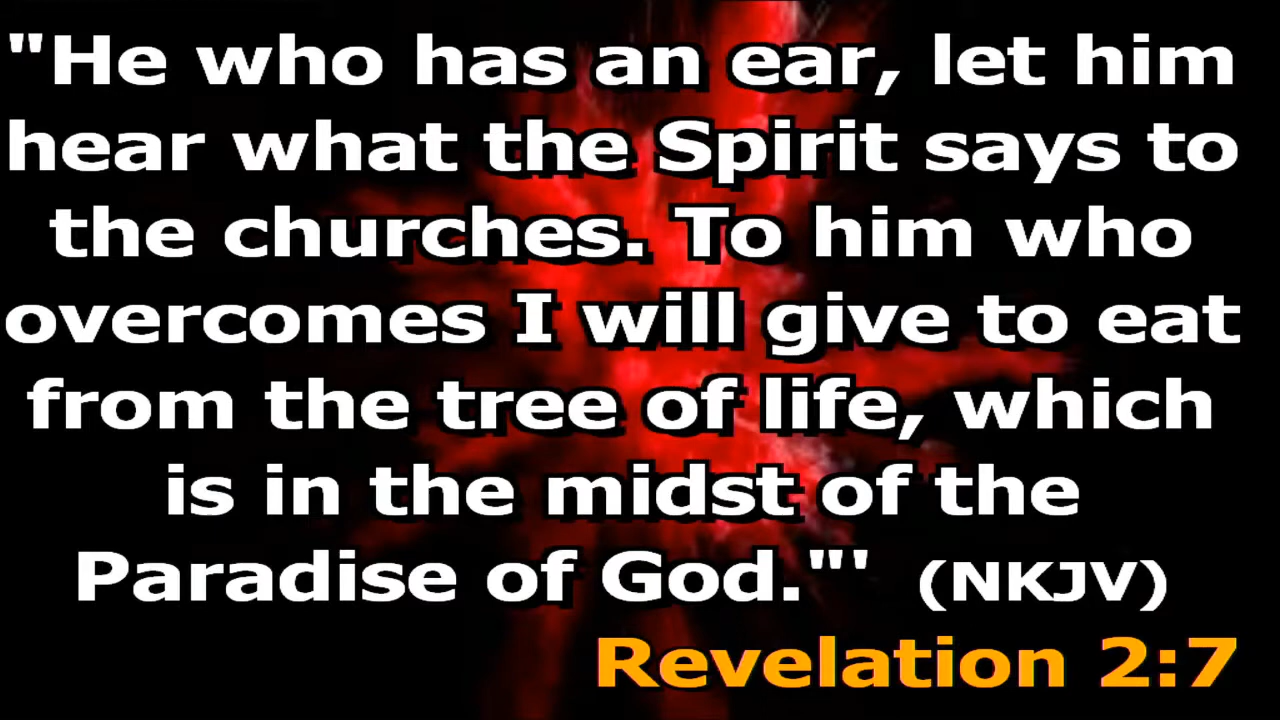 "He who has an ear, let him
hear what the Spirit says to
the churches. To him who
overcomes I will give to eat
from the tree of life, which
is in the midst of the
Paradise of God."' (NKJV)
Revelation 2:7